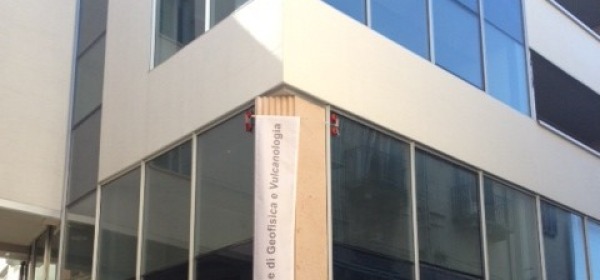 e di Geofisica e Vulcanologia